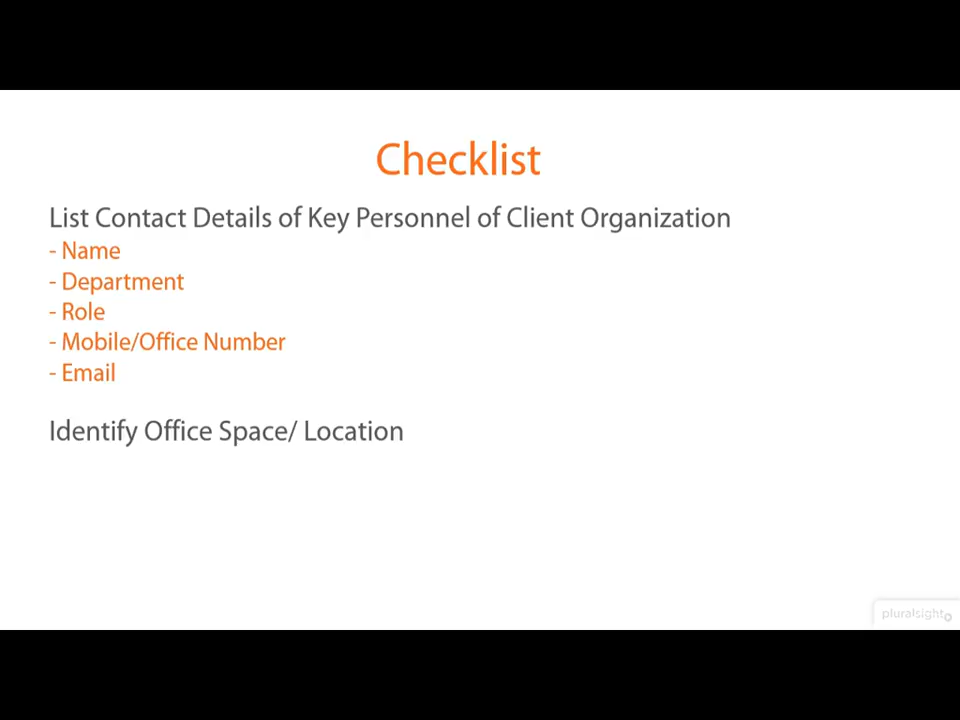 Checklist
List Contact Details of Key Personnel of Client Organization
- Name
- Department
- Role
- Mobile/Office Number
- Email
Identify Office Space/ Location
pluralsight